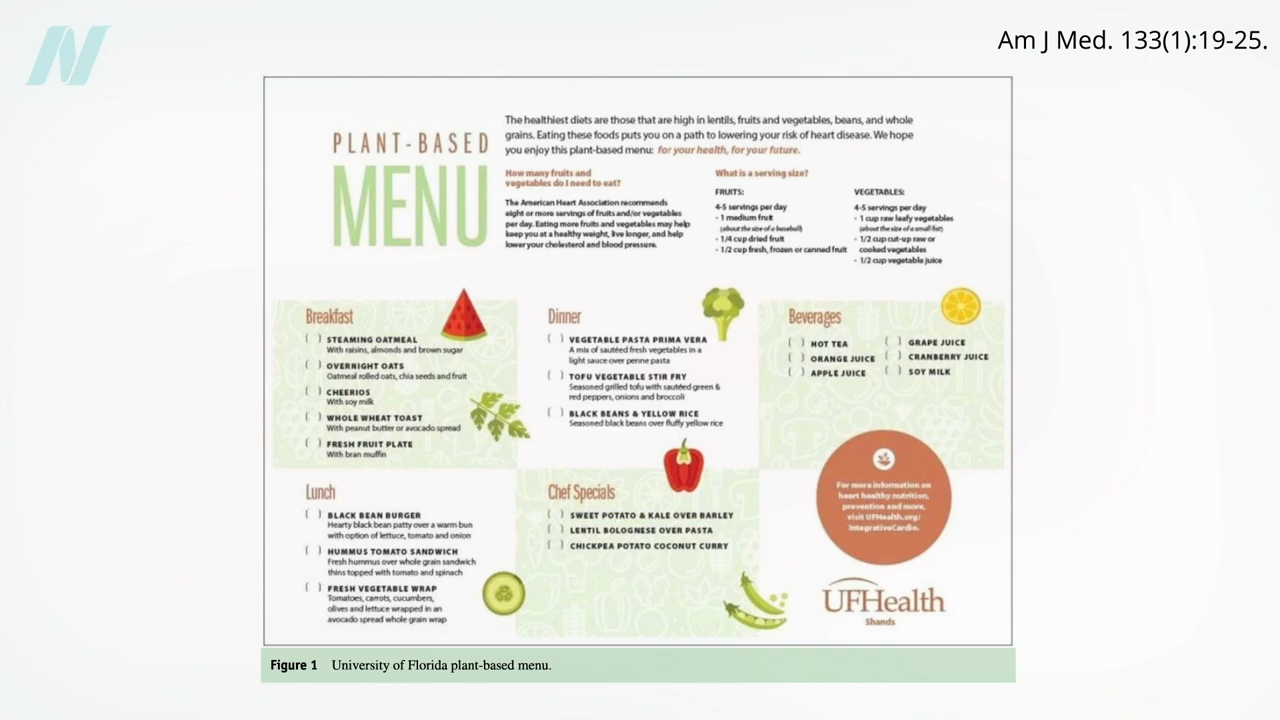 Am J Med. 133(1):19-25.
PLANT-BASED
MENU
The healthiest diets are those that are high in lentils, fruits and vegetables, beans, and whole
grains. Eating these foods puts you on a path to lowering your risk of heart disease. We hope
you enjoy this plant-based menu: for your health, for your future.
How many fruits and
vegetables do I need to eat?
The American Heart Association recommends
eight or more servings of fruits and/or vegetables
per day. Eating more fruits and vegetables may help
keep you at a healthy weight, live longer, and help
lower your cholesterol and blood pressure.
What is a serving size?
FRUITS:
4-5 servings per day
· 1 medium fruit
(about the size of a baseball)
· 1/4 cup dried fruit
· 1/2 cup fresh, frozen or canned fruit
VEGETABLES:
4-5 servings per day
· 1 cup raw leafy vegetables
(about the size of a small fist)
· 1/2 cup cut-up raw or
cooked vegetables
· 1/2 cup vegetable juice
Breakfast
( ) STEAMING OATMEAL
With raisins, almonds and brown sugar
( ) OVERNIGHT OATS
Oatmeal rolled oats, chia seeds and fruit
( ) CHEERIOS
With soy milk
( ) WHOLE WHEAT TOAST
With peanut butter or avocado spread
( ) FRESH FRUIT PLATE
With bran muffin
Dinner
( ) VEGETABLE PASTA PRIMA VERA
A mix of sautéed fresh vegetables in a
light sauce over penne pasta
( ) TOFU VEGETABLE STIR FRY
Seasoned grilled tofu with sautéed green &
red peppers, onions and broccoli
( ) BLACK BEANS & YELLOW RICE
Seasoned black beans over fluffy yellow rice
Beverages
( ) HOT TEA
( ) ORANGE JUICE
( ) APPLE JUICE
( ) GRAPE JUICE
( ) CRANBERRY JUICE
( ) SOY MILK
Lunch
( ) BLACK BEAN BURGER
Hearty black bean patty over a warm bun
with option of lettuce, tomato and onion
( ) HUMMUS TOMATO SANDWICH
Fresh hummus over whole grain sandwich
thins topped with tomato and spinach
( ) FRESH VEGETABLE WRAP
Tomatoes, carrots, cucumbers,
olives and lettuce wrapped in an
avocado spread whole grain wrap
Chef Specials
( ) SWEET POTATO & KALE OVER BARLEY
( ) LENTIL BOLOGNESE OVER PASTA
( ) CHICKPEA POTATO COCONUT CURRY
For more information on
heart healthy nutrition,
prevention and more,
visit UFHealth.org/
IntegrativeCardio.
UFHealth
Shands
Figure 1 University of Florida plant-based menu.